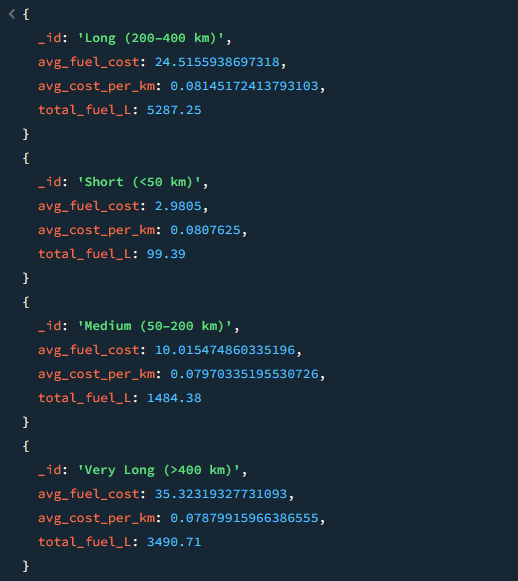 {
  _id: 'Long (200–400 km)',
  avg_fuel_cost: 24.5155938697318,
  avg_cost_per_km: 0.08145172413793103,
  total_fuel_L: 5287.25
}
{
  _id: 'Short (<50 km)',
  avg_fuel_cost: 2.9805,
  avg_cost_per_km: 0.0807625,
  total_fuel_L: 99.39
}
{
  _id: 'Medium (50–200 km)',
  avg_fuel_cost: 10.015474860335196,
  avg_cost_per_km: 0.07970335195530726,
  total_fuel_L: 1484.38
}
{
  _id: 'Very Long (>400 km)',
  avg_fuel_cost: 35.32319327731093,
  avg_cost_per_km: 0.07879915966386555,
  total_fuel_L: 3490.71
}